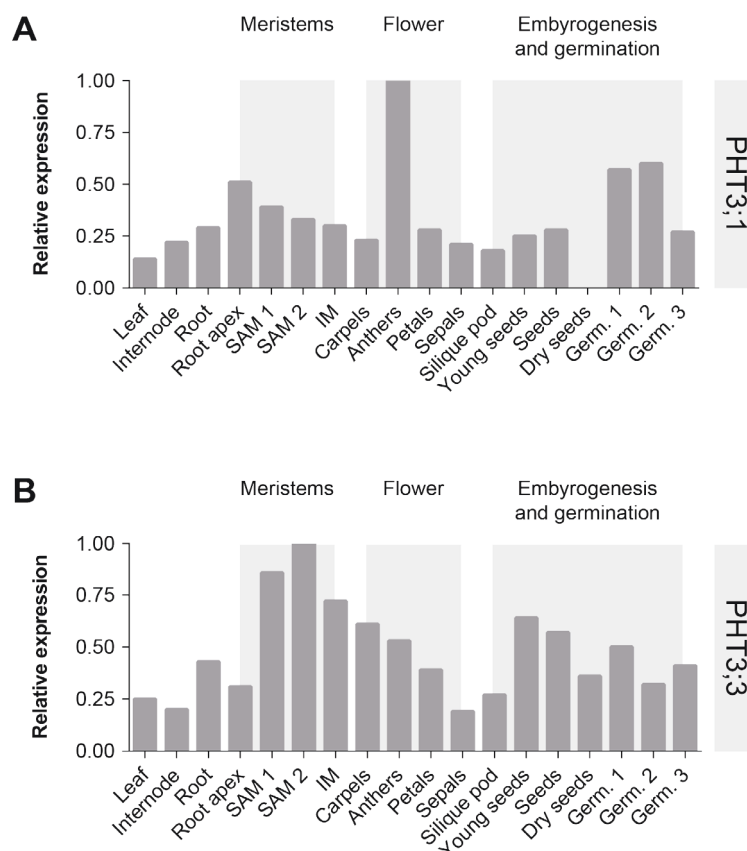 A
Meristems
Flower
Embyrogenesis
and germination
Relative expression
1.00
0.75
0.50
0.25
0.00
Leaf
Internode
Root
Root apex
SAM 1
SAM 2
IM
Carpels
Anthers
Petals
Sepals
Silique pod
Young seeds
Seeds
Dry seeds
Germ. 1
Germ. 2
Germ. 3
PHT3;1
B
Meristems
Flower
Embyrogenesis
and germination
Relative expression
1.00
0.75
0.50
0.25
0.00
Leaf
Internode
Root
Root apex
SAM 1
SAM 2
IM
Carpels
Anthers
Petals
Sepals
Silique pod
Young seeds
Seeds
Dry seeds
Germ. 1
Germ. 2
Germ. 3
PHT3;3